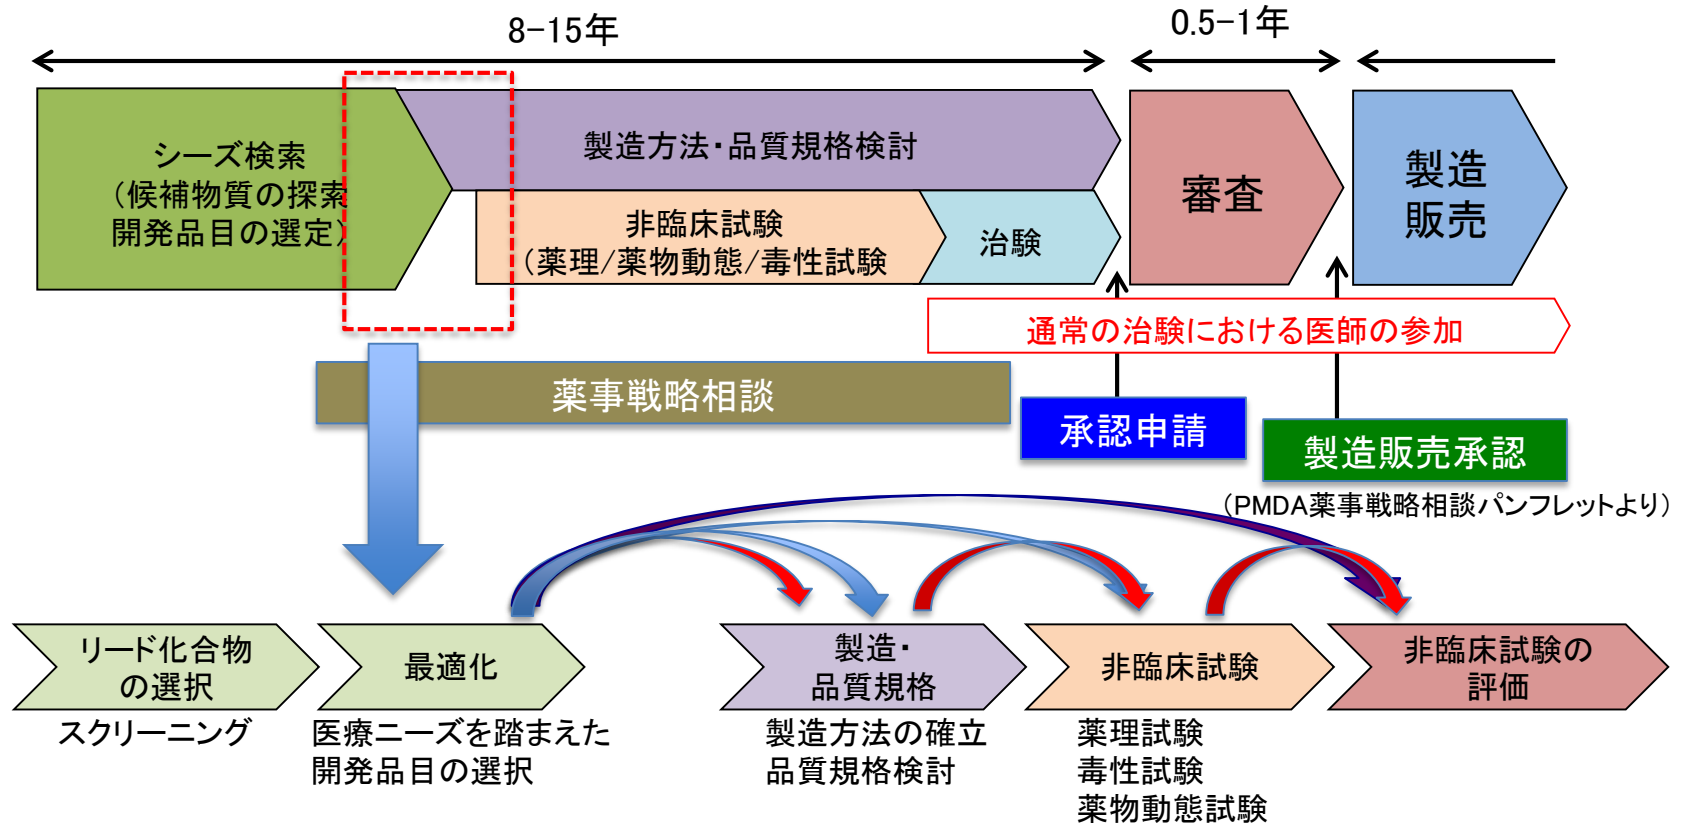 8-15年
0.5-1年
シーズ検索
(候補物質の探索
開発品目の選定)
製造方法・品質規格検討
非臨床試験
(薬理/薬物動態/毒性試験
治験
審査
製造
販売
通常の治験における医師の参加
薬事戦略相談
承認申請
製造販売承認
(PMDA薬事戦略相談パンフレットより)
リード化合物
の選択
最適化
製造・
品質規格
非臨床試験
非臨床試験の
評価
スクリーニング
医療ニーズを踏まえた
開発品目の選択
製造方法の確立
品質規格検討
薬理試験
毒性試験
薬物動態試験